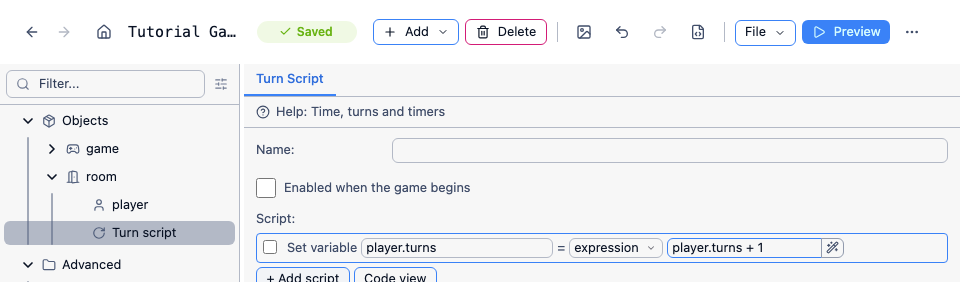 Tutorial Ga... Saved Add Delete File Preview
Filter...
Turn Script
Help: Time, turns and timers
Objects
game
room
player
Turn script
Advanced
Name:
Enabled when the game begins
Script:
Set variable player.turns = expression player.turns + 1
+ Add script Code view